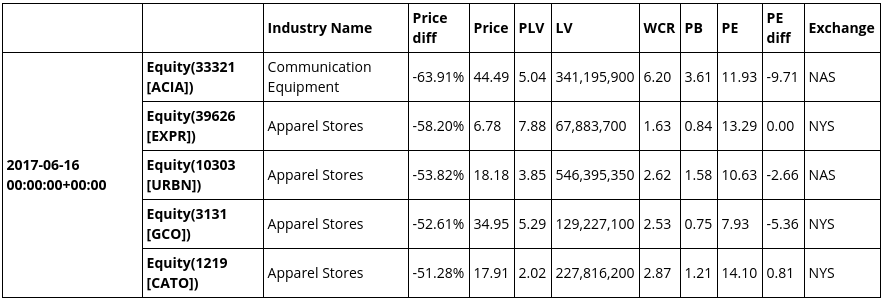 Industry Name Price diff Price PLV LV WCR PB PE PE diff Exchange
2017-06-16 00:00:00+00:00
Equity(33321 [ACIA]) Communication Equipment -63.91% 44.49 5.04 341,195,900 6.20 3.61 11.93 -9.71 NAS
Equity(39626 [EXPR]) Apparel Stores -58.20% 6.78 7.88 67,883,700 1.63 0.84 13.29 0.00 NYS
Equity(10303 [URBN]) Apparel Stores -53.82% 18.18 3.85 546,395,350 2.62 1.58 10.63 -2.66 NAS
Equity(3131 [GCO]) Apparel Stores -52.61% 34.95 5.29 129,227,100 2.53 0.75 7.93 -5.36 NYS
Equity(1219 [CATO]) Apparel Stores -51.28% 17.91 2.02 227,816,200 2.87 1.21 14.10 0.81 NYS